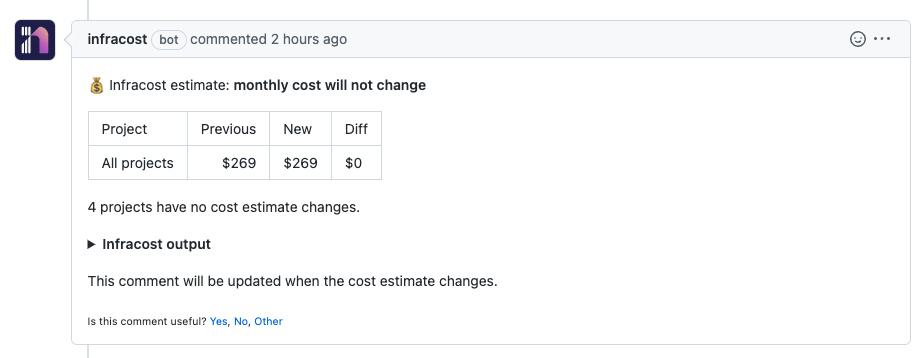 infracost bot commented 2 hours ago
💰 Infracost estimate: monthly cost will not change
Project Previous New Diff
All projects $269 $269 $0
4 projects have no cost estimate changes.
▶ Infracost output
This comment will be updated when the cost estimate changes.
Is this comment useful? Yes, No, Other